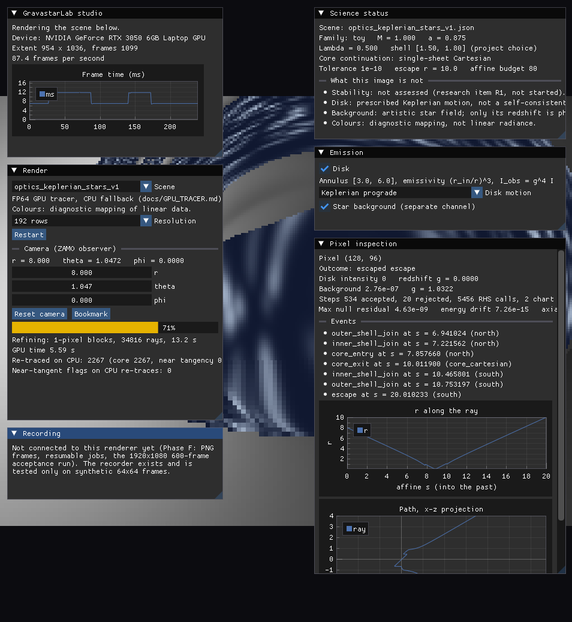 GravastarLab studio
Rendering the scene below.
Device: NVIDIA GeForce RTX 3050 6GB Laptop GPU
Extent 954 x 1036, frames 1099
87.4 frames per second
Frame time (ms)
ms
16
12
8
4
0
0 50 100 150 200
Render
optics_keplerian_stars_v1 Scene
FP64 GPU tracer, CPU fallback (docs/GPU_TRACER.md)
Colours: diagnostic mapping of linear data.
192 rows Resolution
Restart
Camera (ZAMO observer)
r = 8.000 theta = 1.0472 phi = 0.0000
8.000 r
1.047 theta
0.000 phi
Reset camera Bookmark
71%
Refining: 1-pixel blocks, 34816 rays, 13.2 s
GPU time 5.59 s
Re-traced on CPU: 2267 (core 2267, near tangency 0
Near-tangent flags on CPU re-traces: 0
Recording
Not connected to this renderer yet (Phase F: PNG
frames, resumable jobs, the 1920x1080 600-frame
acceptance run). The recorder exists and is
tested only on synthetic 64x64 frames.
Science status
Scene: optics_keplerian_stars_v1.json
Family: toy M = 1.000 a = 0.875
Lambda = 0.500 shell [1.50, 1.80] (project choice)
Core continuation: single-sheet Cartesian
Tolerance 1e-10 escape r = 10.0 affine budget 80
What this image is not
Stability: not assessed (research item R1, not started).
Disk: prescribed Keplerian motion, not a self-consistent
Background: artistic star field; only its redshift is ph
Colours: diagnostic mapping, not linear radiance.
Emission
Disk
Annulus [3.0, 6.0], emissivity (r_in/r)^3, I_obs = g^4 I
Keplerian prograde Disk motion
Star background (separate channel)
Pixel inspection
Pixel (128, 96)
Outcome: escaped escape
Disk intensity 0 redshift g = 0.0000
Background 2.76e-07 g = 1.0322
Steps 534 accepted, 20 rejected, 5456 RHS calls, 2 chart
Max null residual 4.63e-09 energy drift 7.26e-15 axia
Events
outer_shell_join at s = 6.941024 (north)
inner_shell_join at s = 7.221562 (north)
core_entry at s = 7.857660 (north)
core_exit at s = 10.011900 (core_cartesian)
inner_shell_join at s = 10.465801 (south)
outer_shell_join at s = 10.753197 (south)
escape at s = 20.010233 (south)
r along the ray
r
10
8
6
4
2
r
0 2 4 6 8 10 12 14 16 18 20
affine s (into the past)
Path, x-z projection
ray
4
3
2
1
0
-1